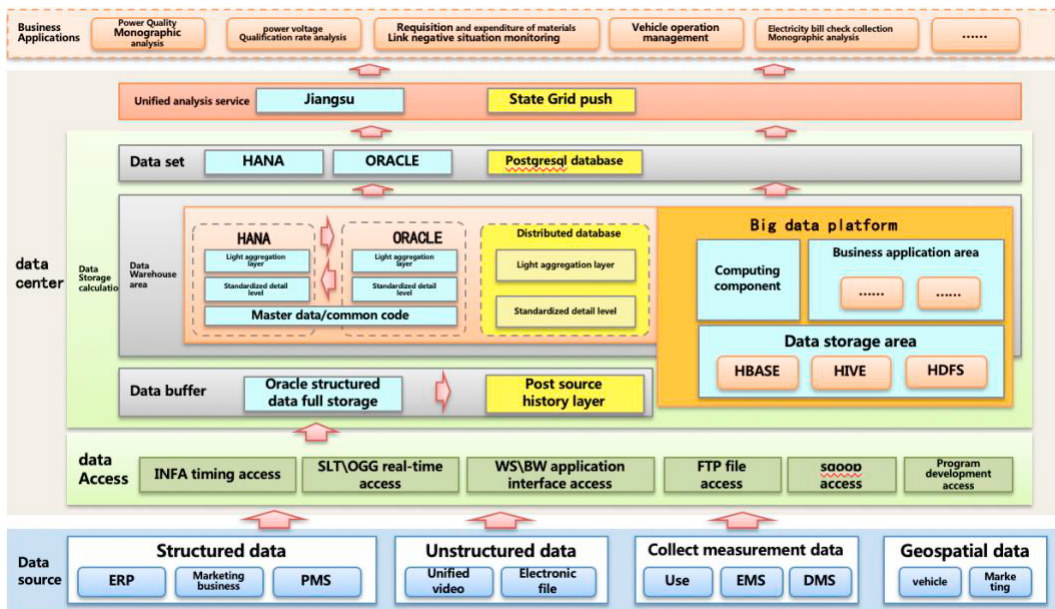 Business
Applications
Power Quality
Monographic
analysis
power voltage
Qualification rate analysis
Requisition and expenditure of materials
Link negative situation monitoring
Vehicle operation
management
Electricity bill check collection
Monographic analysis
......
Unified analysis service
Jiangsu
State Grid push
Data set
HANA
ORACLE
Postgresql database
data
center
Data
Storage
calculatio
Data
Warehouse
area
HANA
Light aggregation
layer
Standardized detail
level
ORACLE
Light aggregation
layer
Standardized detail
level
Master data/common code
Distributed database
Light aggregation layer
Standardized detail level
Big data platform
Computing
component
Business application area
......
......
Data storage area
HBASE
HIVE
HDFS
Data buffer
Oracle structured
data full storage
Post source
history layer
data
Access
INFA timing access
SLT\OGG real-time
access
WS\BW application
interface access
FTP file
access
sqoop
access
Program
development
access
Data
source
Structured data
ERP
Marketing
business
PMS
Unstructured data
Unified
video
Electronic
file
Collect measurement data
Use
EMS
DMS
Geospatial data
vehicle
Marke
ting